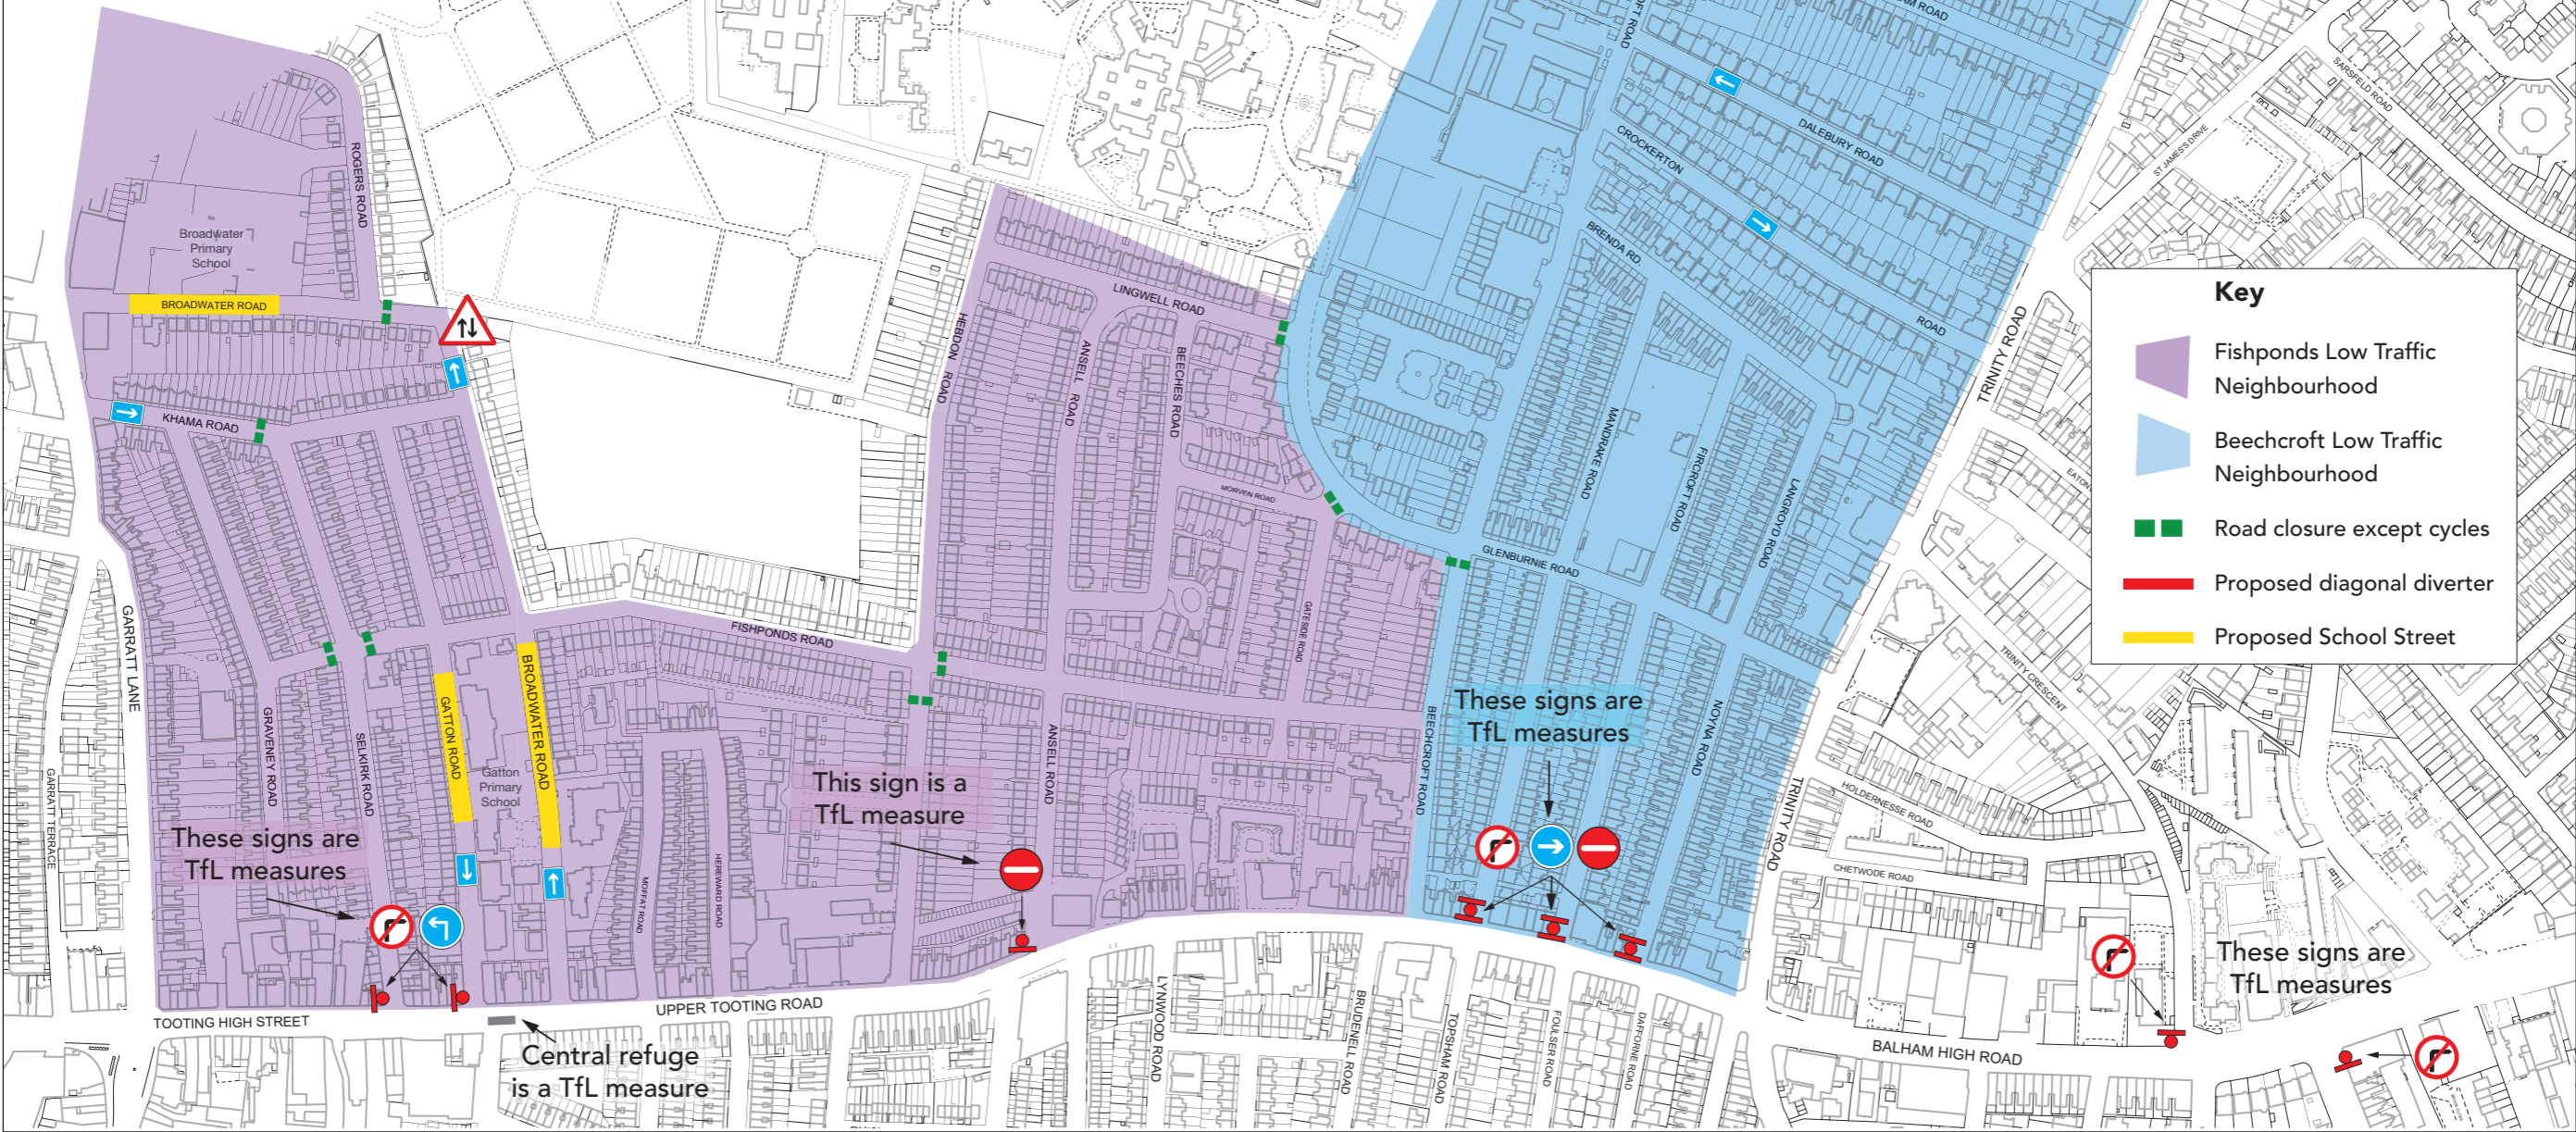 OFT ROAD
AM ROAD
SARSFELD ROAD
ROGERS ROAD
DALEBURY ROAD
CROCKERTON
ROAD
ST JAMES'S DRIVE
Broadwater
Primary
School
BRENDA RD.
BROADWATER ROAD
LINGWELL ROAD
HEBDON ROAD
ANSELL ROAD
BEECHES ROAD
TRINITY ROAD
Key
Fishponds Low Traffic
Neighbourhood
Beechcroft Low Traffic
Neighbourhood
Road closure except cycles
Proposed diagonal diverter
Proposed School Street
KHAMA ROAD
MANDRAKE ROAD
FIRCROFT ROAD
LANGROYD ROAD
EATON
MORVEN ROAD
GLENBURNIE ROAD
GARRATT LANE
FISHPONDS ROAD
GATESIDE ROAD
TRINITY CRESCENT
GRAVENEY ROAD
SELKIRK ROAD
GATTON ROAD
BROADWATER ROAD
Gatton
Primary
School
ANSELL ROAD
BEECHCROFT ROAD
These signs are
TfL measures
NOYNA ROAD
TRINITY ROAD
HOLDERNESSE ROAD
GARRATT TERRACE
This sign is a
TfL measure
These signs are
TfL measures
MOFFAT ROAD
HEREWARD ROAD
CHETWODE ROAD
These signs are
TfL measures
TOOTING HIGH STREET
UPPER TOOTING ROAD
Central refuge
is a TfL measure
LYNWOOD ROAD
BRUDENELL ROAD
TOPSHAM ROAD
FOULSER ROAD
DAFFORNE ROAD
BALHAM HIGH ROAD